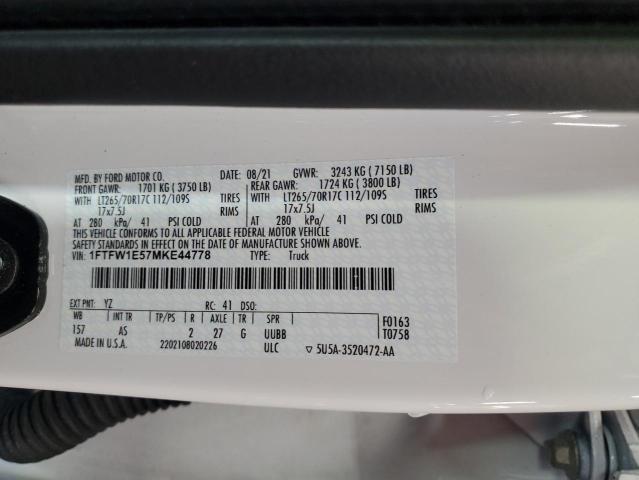 MFD. BY FORD MOTOR CO. DATE: 08/21 GVWR: 3243 KG ( 7150 LB)
FRONT GAWR: 1701 KG ( 3750 LB) REAR GAWR: 1724 KG ( 3800 LB)
WITH LT265/70R17C 112/109S TIRES WITH LT265/70R17C 112/109S TIRES
17x7.5J RIMS 17x7.5J RIMS
AT 280 kPa/ 41 PSI COLD AT 280 kPa/ 41 PSI COLD
THIS VEHICLE CONFORMS TO ALL APPLICABLE FEDERAL MOTOR VEHICLE
SAFETY STANDARDS IN EFFECT ON THE DATE OF MANUFACTURE SHOWN ABOVE.
VIN: 1FTFW1E57MKE44778 TYPE: Truck
EXT PNT: YZ RC: 41 DSO: F0163
WB INT TR TP/PS R AXLE TR SPR T0758
157 AS 2 27 G UUBB
MADE IN U.S.A. 2202108020226 ULC ▽ 5U5A-3520472-AA